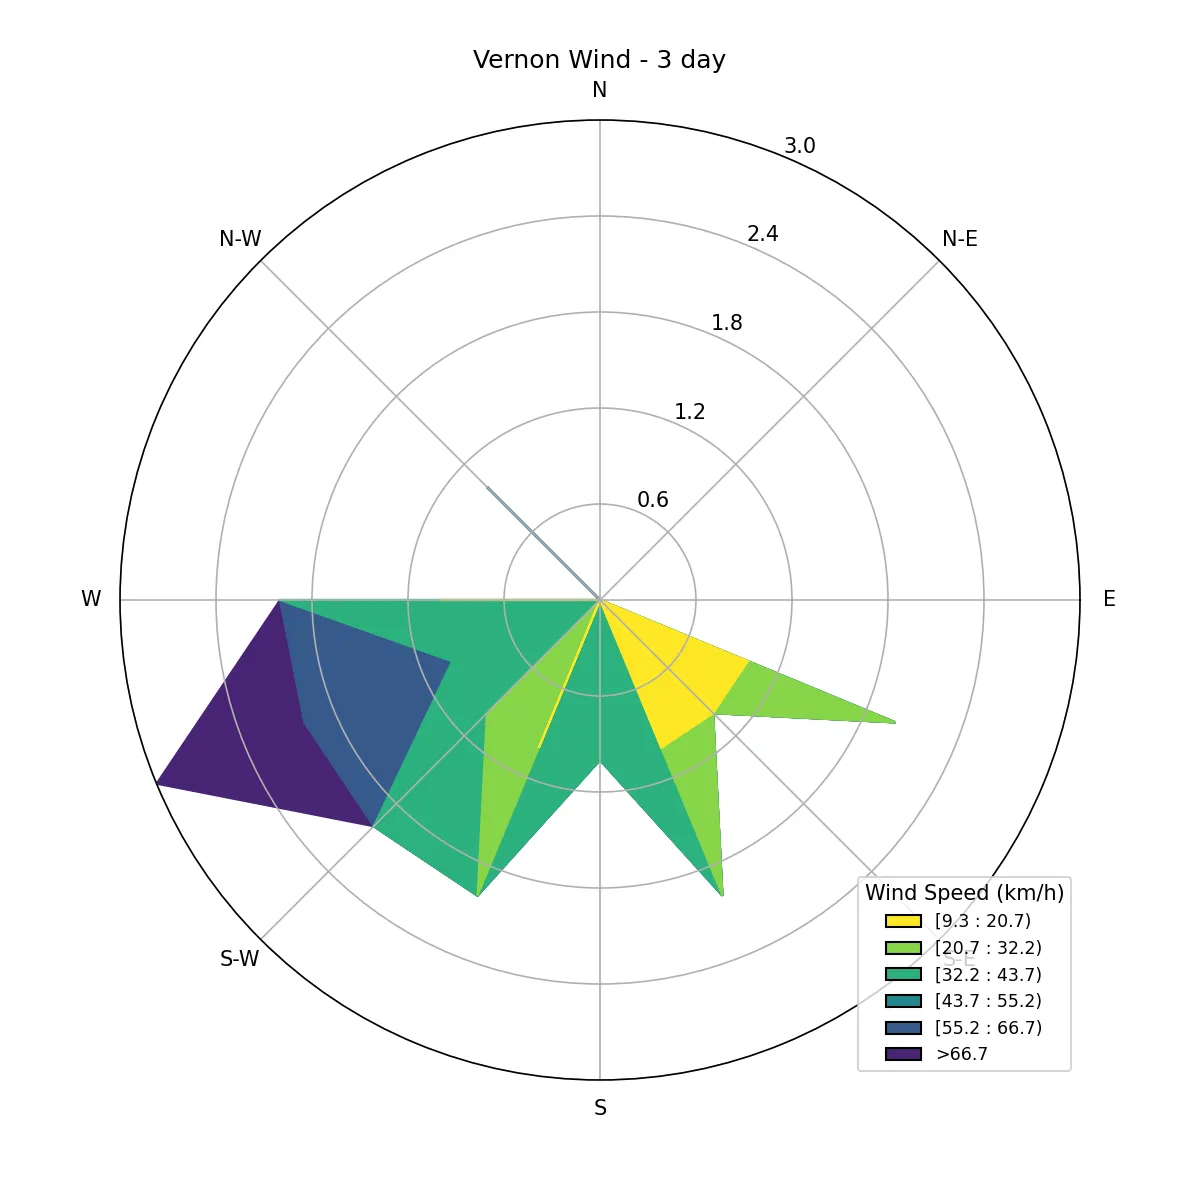 Vernon Wind - 3 day
N
3.0
2.4
N-W
N-E
1.8
1.2
0.6
W
E
Wind Speed (km/h)
[9.3 : 20.7)
[20.7 : 32.2)
S-W
S-E
[32.2 : 43.7)
[43.7 : 55.2)
[55.2 : 66.7)
>66.7
S